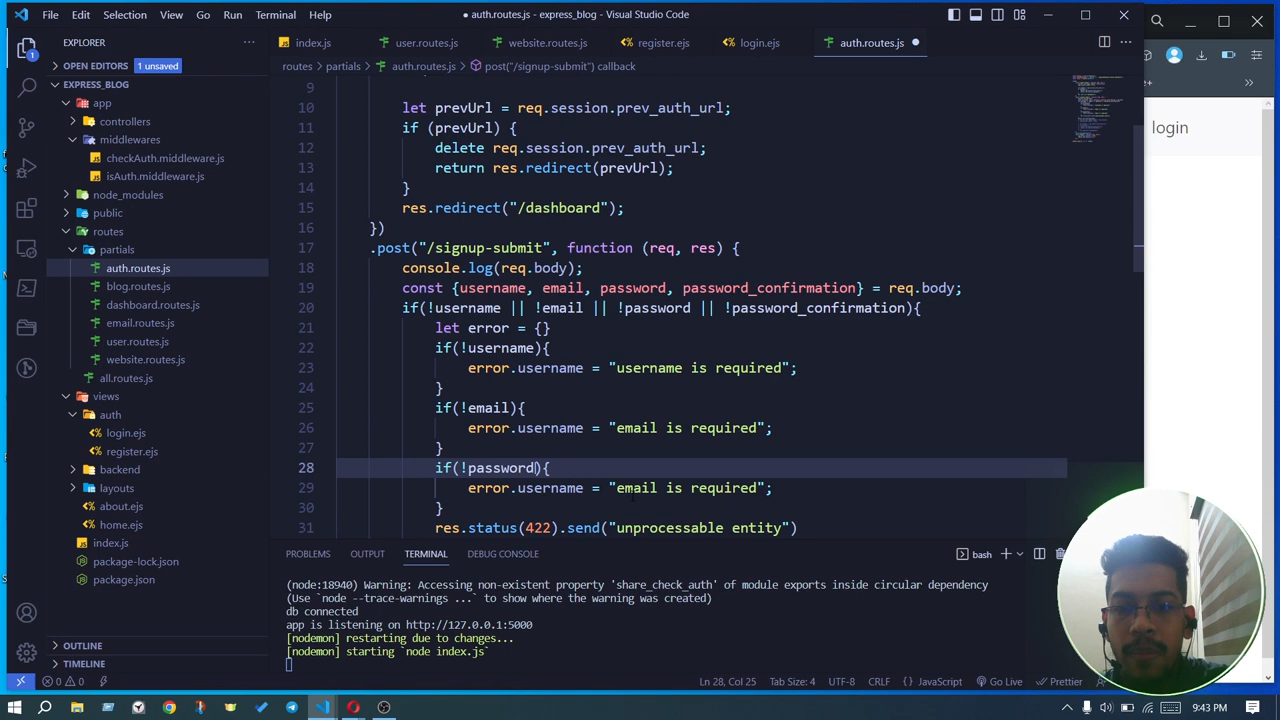 File Edit Selection View Go Run Terminal Help
● auth.routes.js - express_blog - Visual Studio Code
EXPLORER
index.js
user.routes.js
website.routes.js
register.ejs
login.ejs
auth.routes.js
OPEN EDITORS 1 unsaved
routes > partials > auth.routes.js > post("/signup-submit") callback
EXPRESS_BLOG
app
controllers
middlewares
checkAuth.middleware.js
isAuth.middleware.js
node_modules
public
routes
partials
auth.routes.js
blog.routes.js
dashboard.routes.js
email.routes.js
user.routes.js
website.routes.js
all.routes.js
views
auth
login.ejs
register.ejs
backend
layouts
about.ejs
home.ejs
index.js
package-lock.json
package.json
OUTLINE
TIMELINE
9
10 let prevUrl = req.session.prev_auth_url;
11 if (prevUrl) {
12 delete req.session.prev_auth_url;
13 return res.redirect(prevUrl);
14 }
15 res.redirect("/dashboard");
16 })
17 .post("/signup-submit", function (req, res) {
18 console.log(req.body);
19 const {username, email, password, password_confirmation} = req.body;
20 if(!username || !email || !password || !password_confirmation){
21 let error = {}
22 if(!username){
23 error.username = "username is required";
24 }
25 if(!email){
26 error.username = "email is required";
27 }
28 if(!password){
29 error.username = "email is required";
30 }
31 res.status(422).send("unprocessable entity")
PROBLEMS OUTPUT TERMINAL DEBUG CONSOLE
bash
(node:18940) Warning: Accessing non-existent property 'share_check_auth' of module exports inside circular dependency
(Use `node --trace-warnings ...` to show where the warning was created)
db connected
app is listening on http://127.0.0.1:5000
[nodemon] restarting due to changes...
[nodemon] starting `node index.js`
login
0 0 Ln 28, Col 25 Tab Size: 4 UTF-8 CRLF {} JavaScript Go Live Prettier
9:43 PM